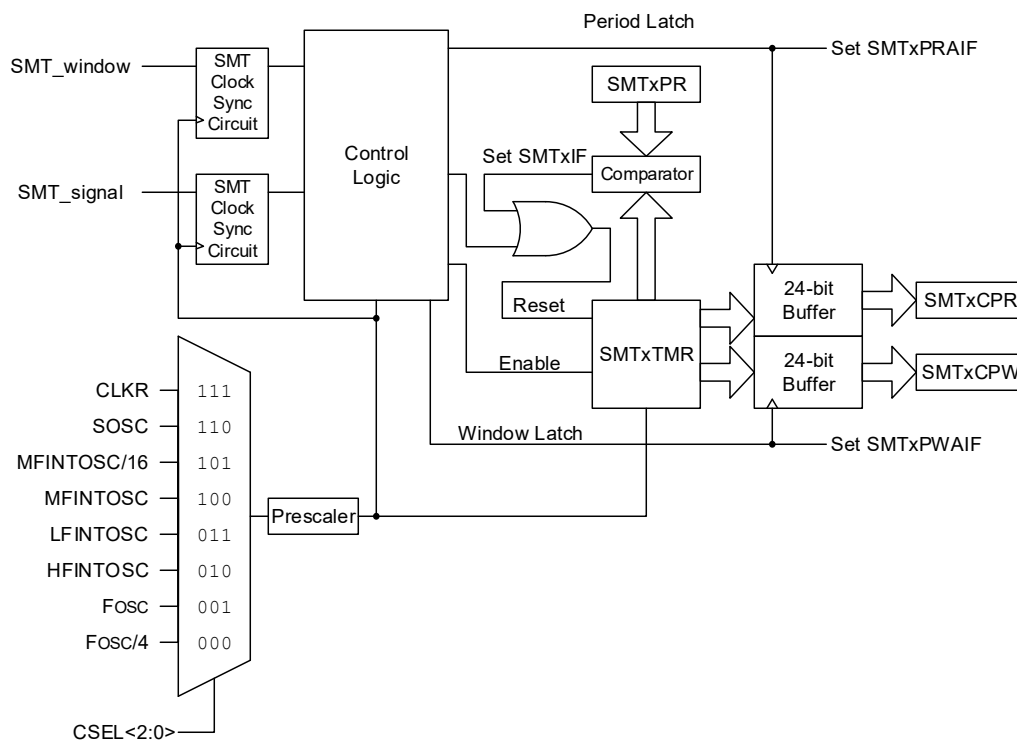 Period Latch
Set SMTxPRAIF
SMT_window
SMT
Clock
Sync
Circuit
SMTxPR
Control
Logic
Set SMTxIF
Comparator
SMT_signal
SMT
Clock
Sync
Circuit
24-bit
Buffer
SMTxCPR
Reset
SMTxTMR
Enable
24-bit
Buffer
SMTxCPW
Window Latch
Set SMTxPWAIF
CLKR 111
SOSC 110
MFINTOSC/16 101
MFINTOSC 100
Prescaler
LFINTOSC 011
HFINTOSC 010
FOSC 001
FOSC/4 000
CSEL<2:0>